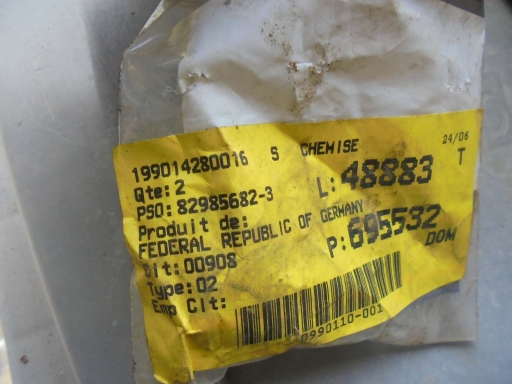 24/06
199014280016 S CHEMISE T
Qte:2 L:48883
PSO:82985682-3
Produit de:
FEDERAL REPUBLIC OF GERMANY
P:695532
DOM
Clt:00908
Type:02
Emp Clt:
0990110-001